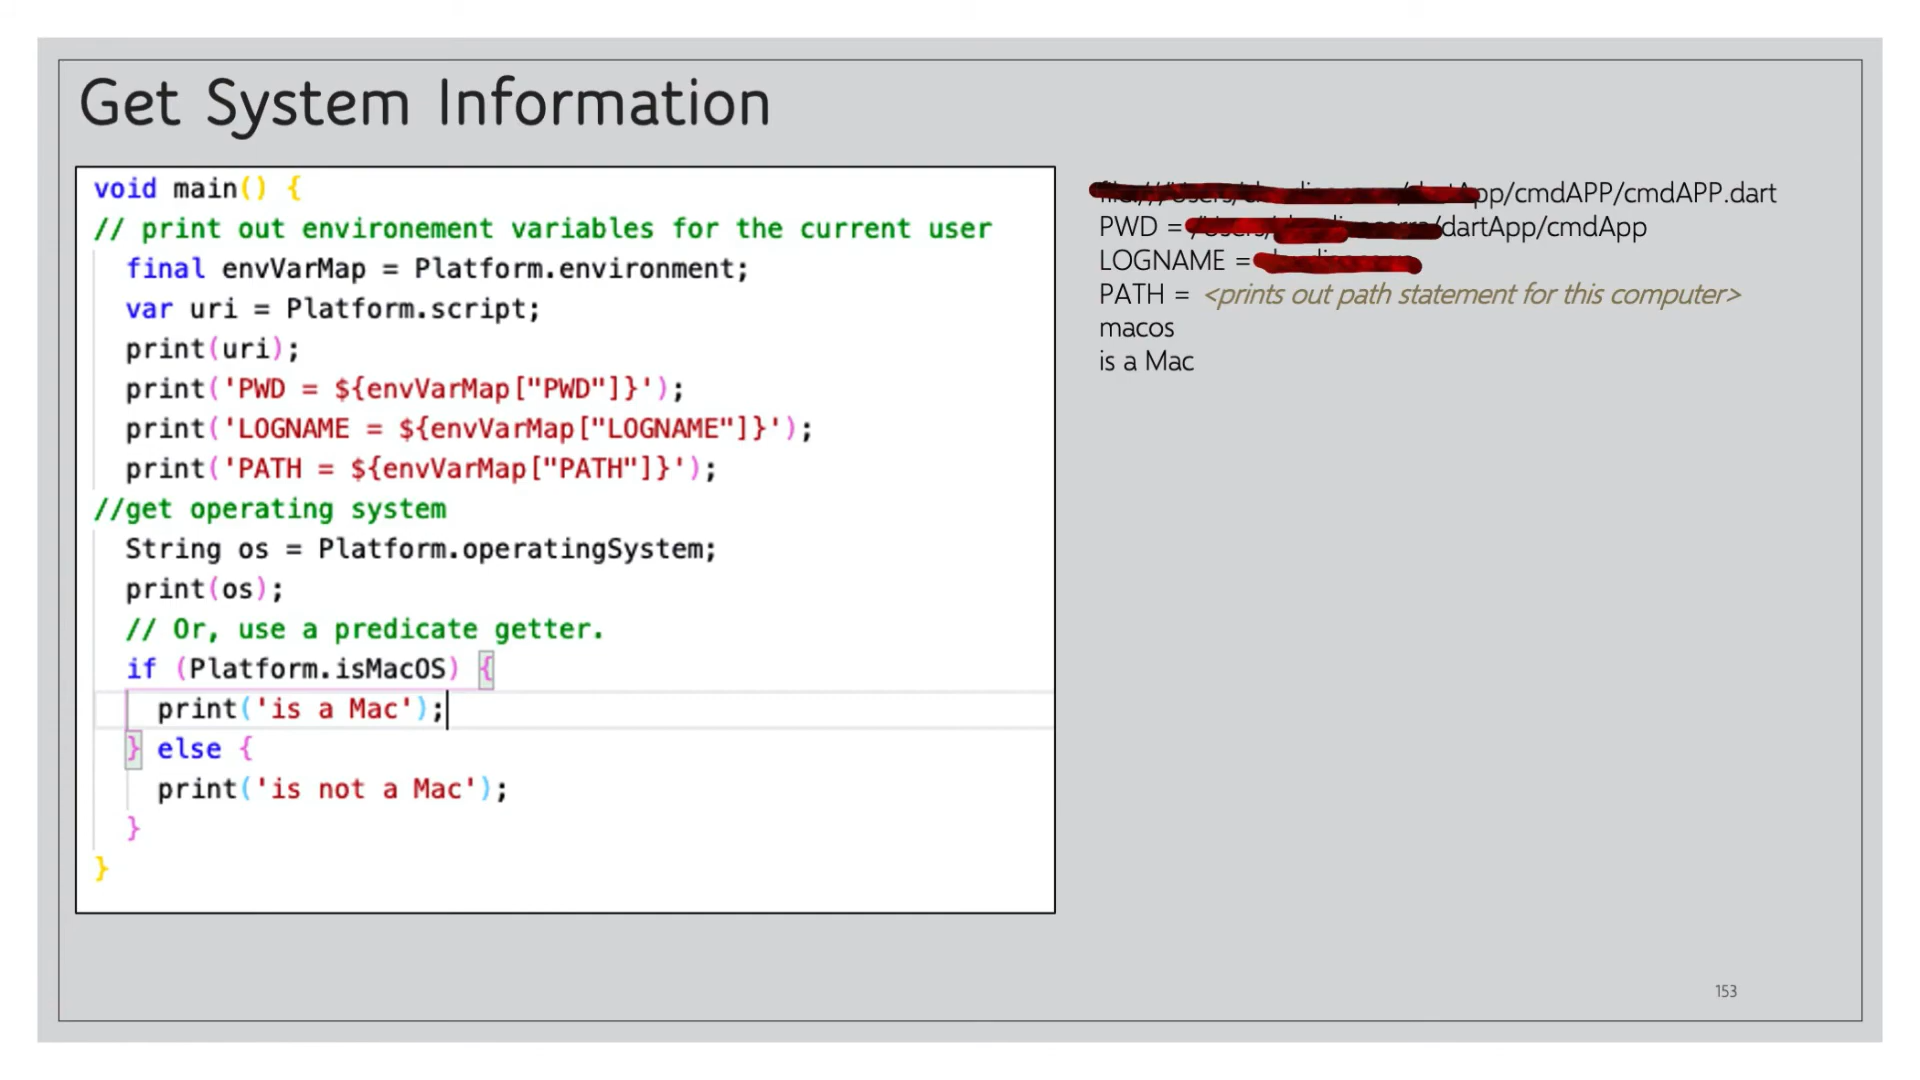 Get System Information
void main() {
// print out environement variables for the current user
final envVarMap = Platform.environment;
var uri = Platform.script;
print(uri);
print('PWD = ${envVarMap["PWD"]}');
print('LOGNAME = ${envVarMap["LOGNAME"]}');
print('PATH = ${envVarMap["PATH"]}');
//get operating system
String os = Platform.operatingSystem;
print(os);
// Or, use a predicate getter.
if (Platform.isMacOS) {
print('is a Mac');
} else {
print('is not a Mac');
}
}
/cmdAPP/cmdAPP.dart
PWD = /dartApp/cmdApp
LOGNAME =
PATH = <prints out path statement for this computer>
macos
is a Mac
153